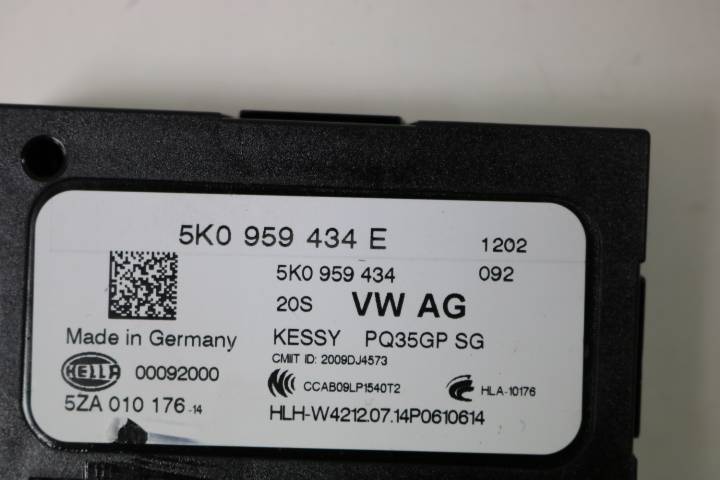 5K0 959 434 E 1202
5K0 959 434 092
20S VW AG
Made in Germany KESSY PQ35GP SG
CMIIT ID: 2009DJ4573
HELLA 00092000 CCAB09LP1540T2 HLA-10176
5ZA 010 176 -14 HLH-W4212.07.14P0610614